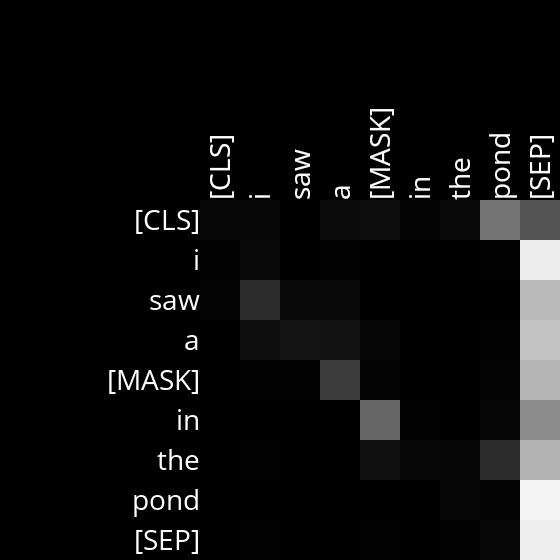 [CLS] i saw a [MASK] in the pond [SEP]
[CLS]
i
saw
a
[MASK]
in
the
pond
[SEP]